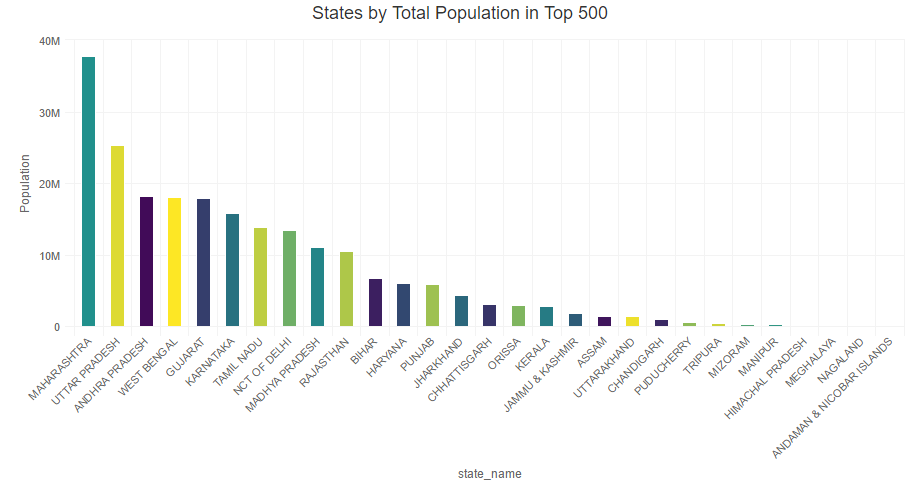 States by Total Population in Top 500
40M
30M
20M
10M
0
Population
MAHARASHTRA
UTTAR PRADESH
ANDHRA PRADESH
WEST BENGAL
GUJARAT
KARNATAKA
TAMIL NADU
NCT OF DELHI
MADHYA PRADESH
RAJASTHAN
BIHAR
HARYANA
PUNJAB
JHARKHAND
CHHATTISGARH
ORISSA
KERALA
JAMMU & KASHMIR
ASSAM
UTTARAKHAND
CHANDIGARH
PUDUCHERRY
TRIPURA
MIZORAM
MANIPUR
HIMACHAL PRADESH
MEGHALAYA
NAGALAND
ANDAMAN & NICOBAR ISLANDS
state_name